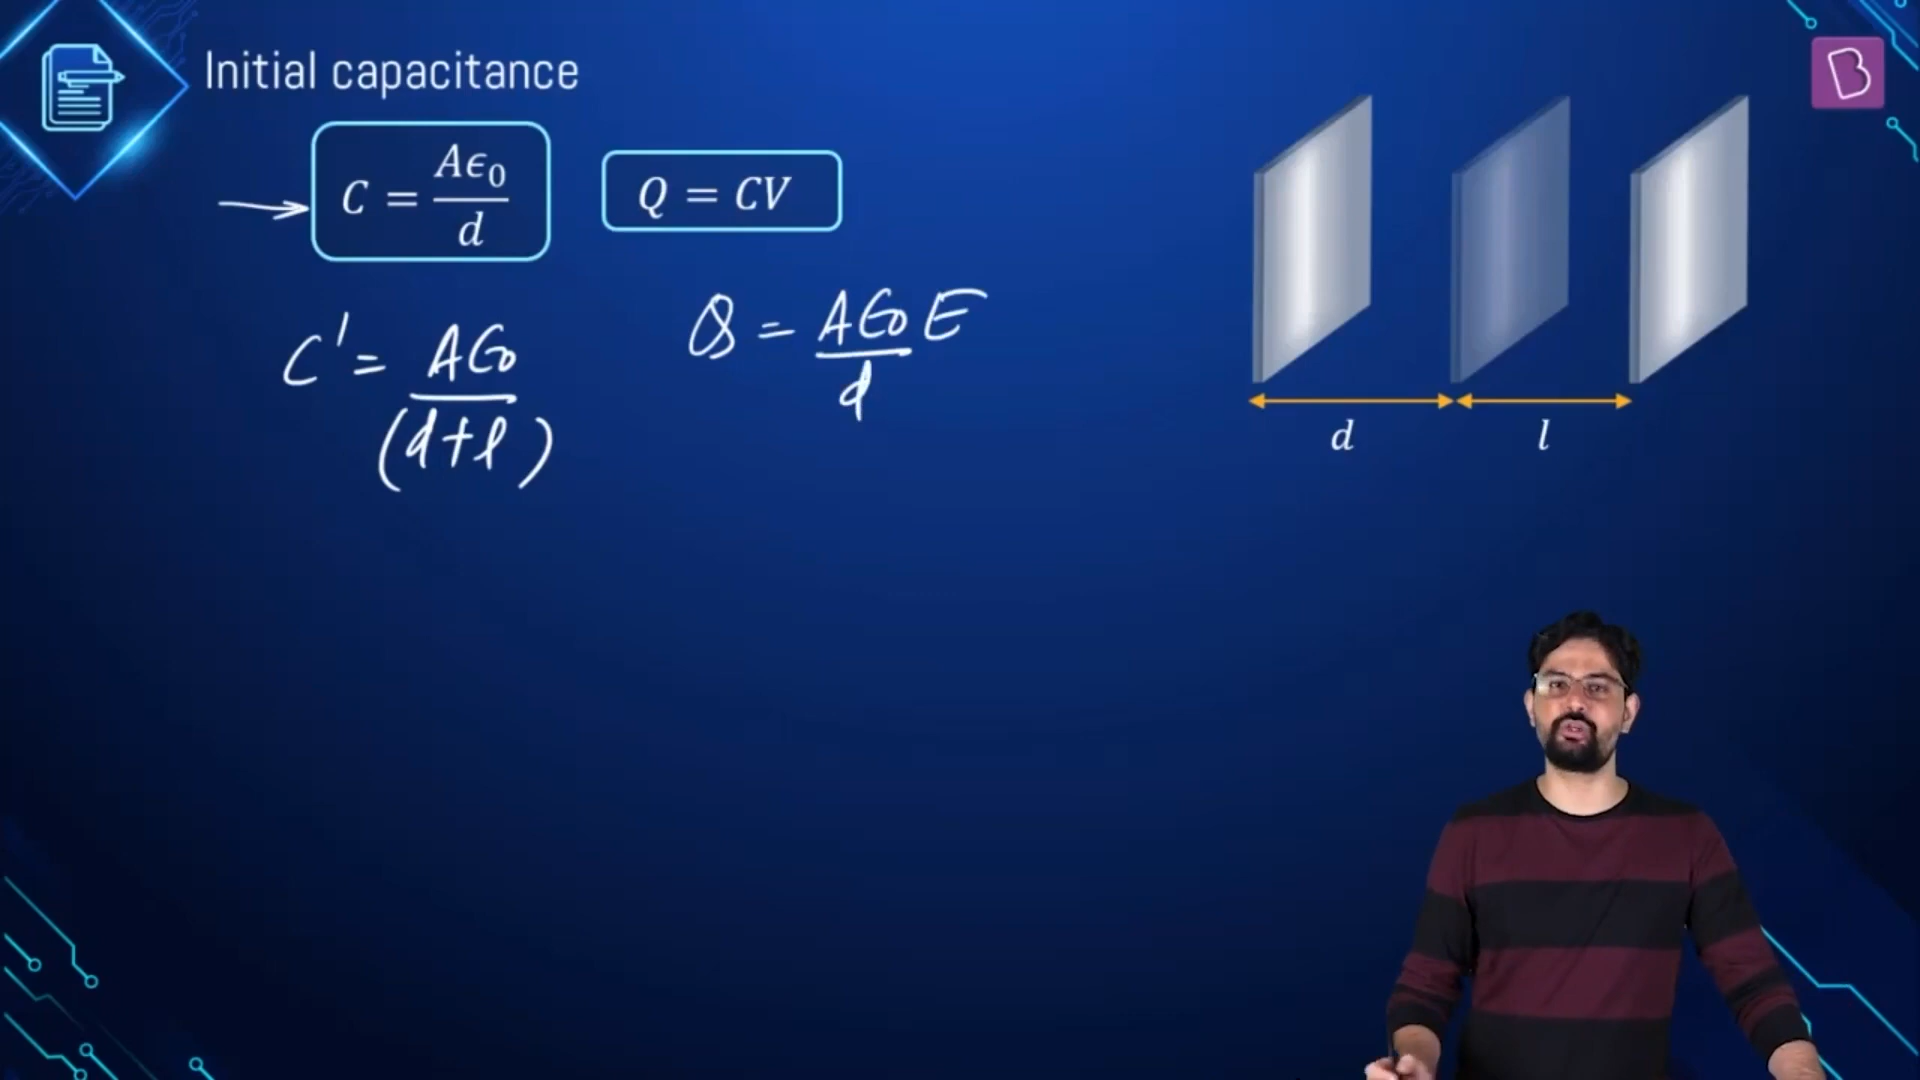 Initial capacitance
C = Aϵ₀/d
Q = CV
C' = Aϵ₀/(d+l)
Q = Aϵ₀E/d
d
l
B